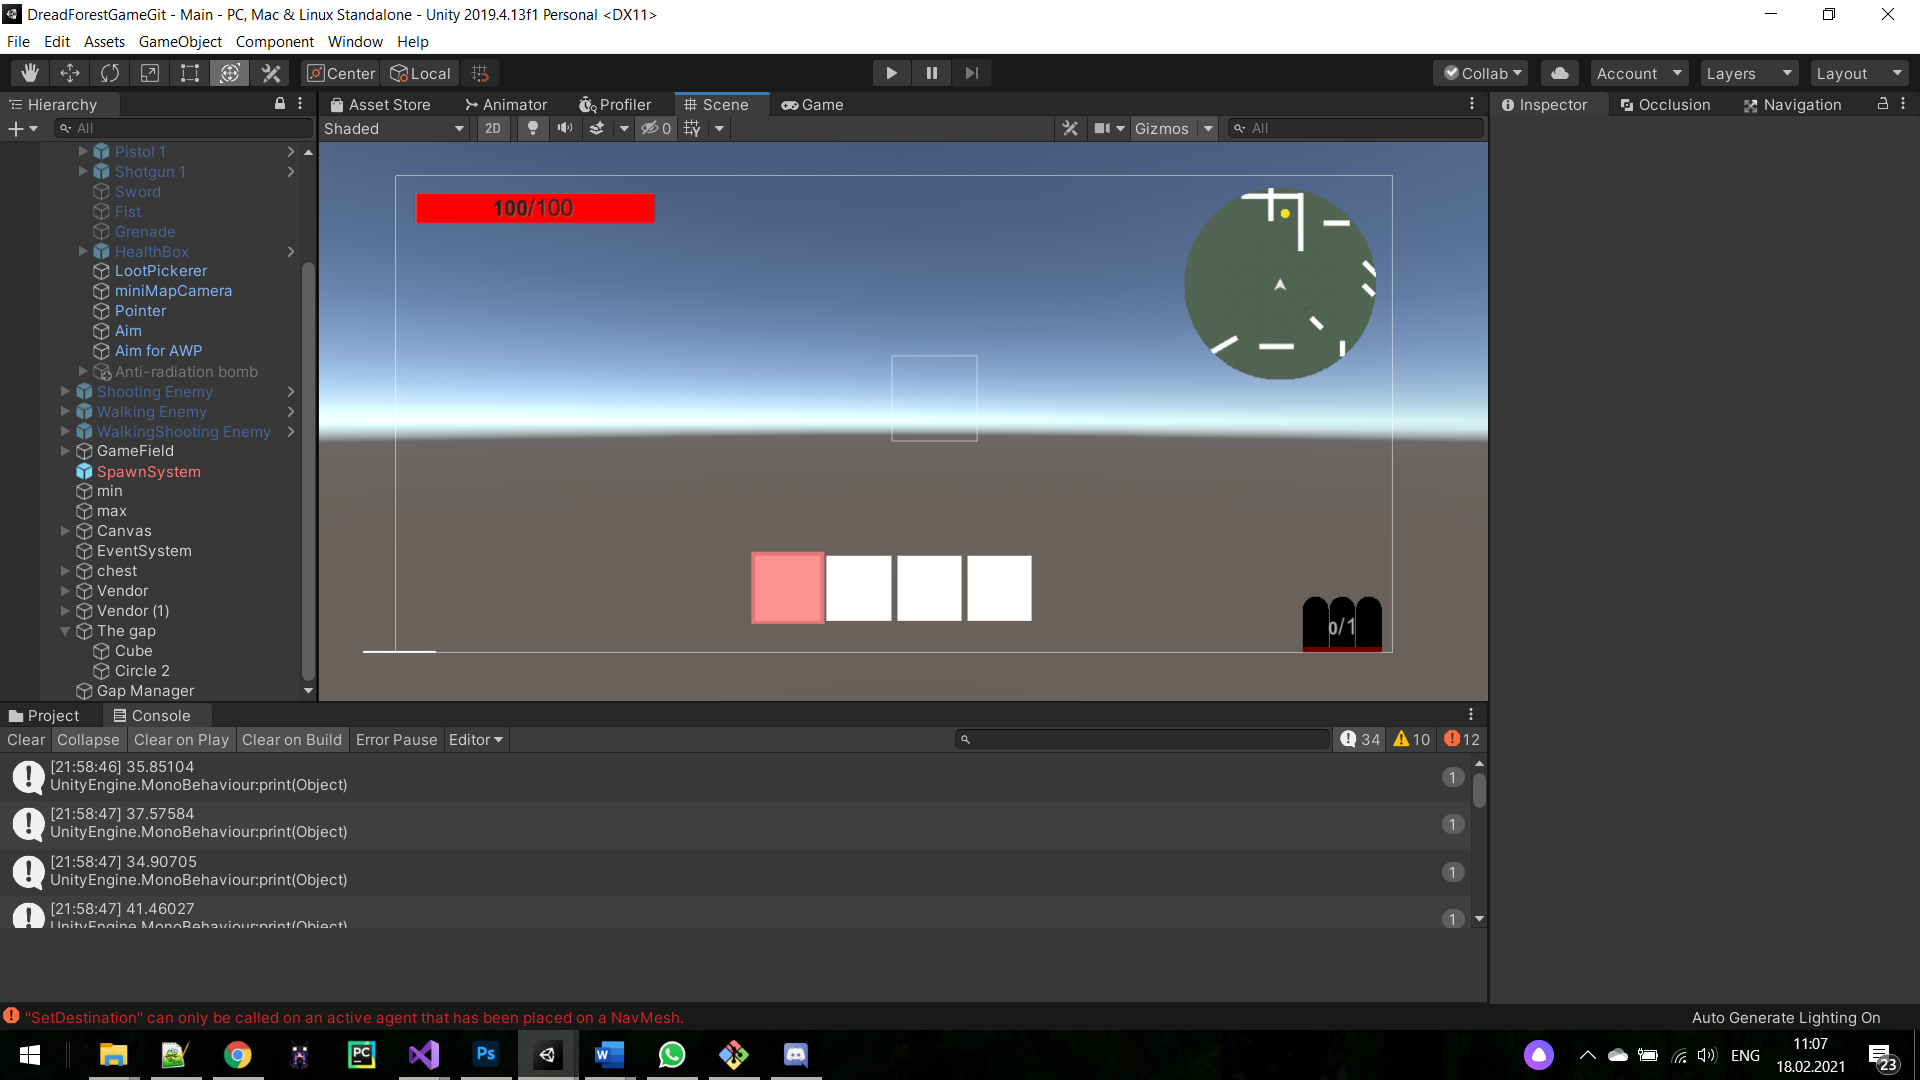 DreadForestGameGit - Main - PC, Mac & Linux Standalone - Unity 2019.4.13f1 Personal <DX11>
File Edit Assets GameObject Component Window Help
Center Local Collab Account Layers Layout
Hierarchy Asset Store Animator Profiler Scene Game Inspector Occlusion Navigation
All Shaded 2D 0 Gizmos All
Pistol 1
Shotgun 1
Sword
Fist
Grenade
HealthBox
LootPickerer
miniMapCamera
Pointer
Aim
Aim for AWP
Anti-radiation bomb
Shooting Enemy
Walking Enemy
WalkingShooting Enemy
GameField
SpawnSystem
min
max
Canvas
EventSystem
chest
Vendor
Vendor (1)
The gap
Cube
Circle 2
Gap Manager
100/100
0/1
Project Console
Clear Collapse Clear on Play Clear on Build Error Pause Editor 34 10 12
[21:58:46] 35.85104
UnityEngine.MonoBehaviour:print(Object)
1
[21:58:47] 37.57584
UnityEngine.MonoBehaviour:print(Object)
1
[21:58:47] 34.90705
UnityEngine.MonoBehaviour:print(Object)
1
[21:58:47] 41.46027
UnityEngine.MonoBehaviour:print(Object)
1
"SetDestination" can only be called on an active agent that has been placed on a NavMesh.
Auto Generate Lighting On
PC Ps W ENG
11:07
18.02.2021
23